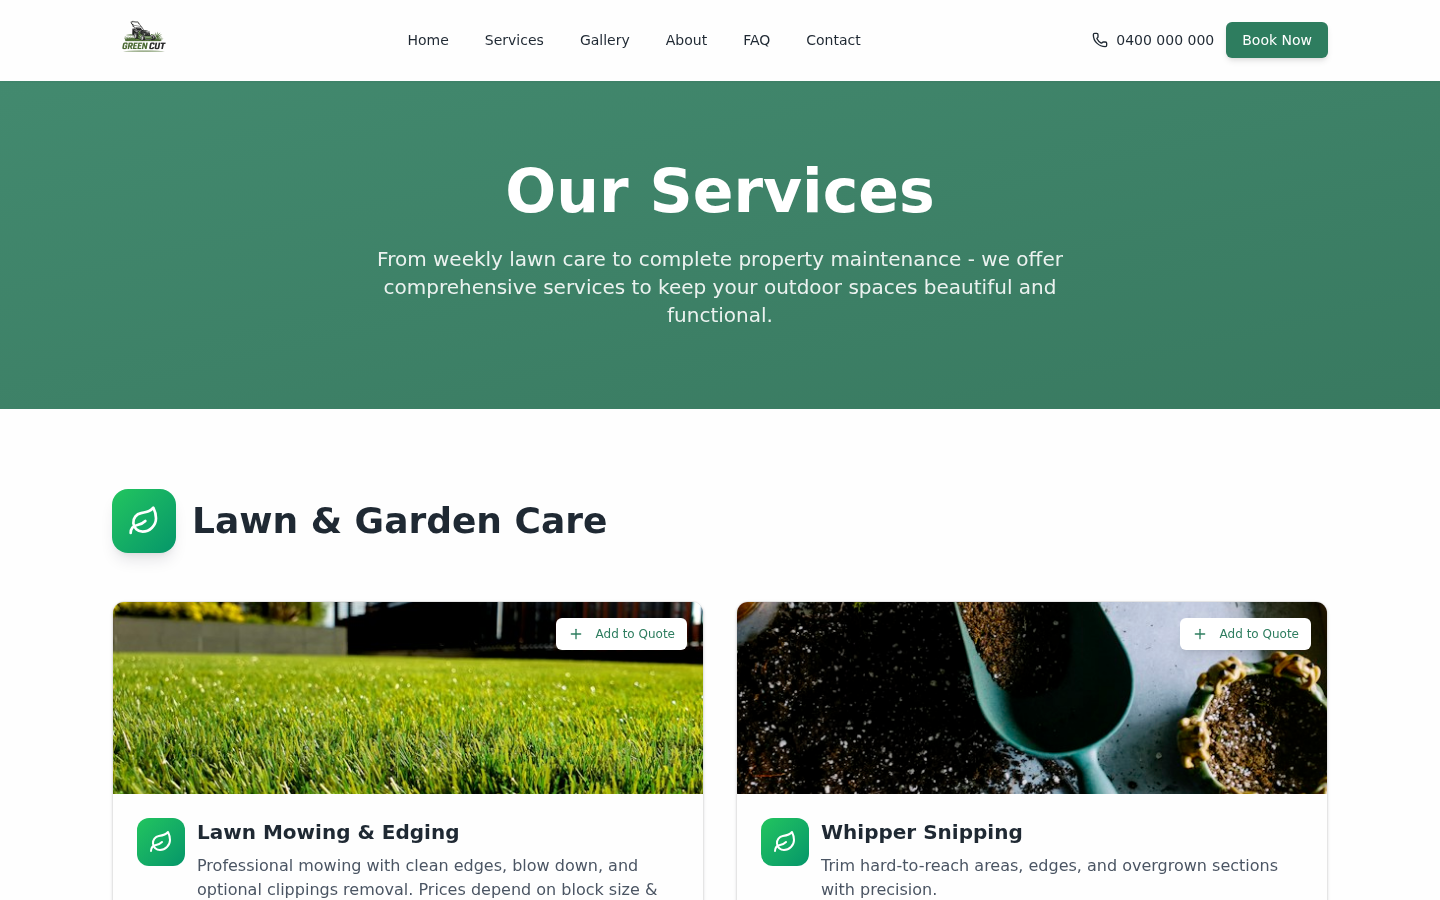 GREEN CUT
Home
Services
Gallery
About
FAQ
Contact
0400 000 000
Book Now
Our Services
From weekly lawn care to complete property maintenance - we offer
comprehensive services to keep your outdoor spaces beautiful and
functional.
Lawn & Garden Care
Add to Quote
Add to Quote
Lawn Mowing & Edging
Professional mowing with clean edges, blow down, and
optional clippings removal. Prices depend on block size &
Whipper Snipping
Trim hard-to-reach areas, edges, and overgrown sections
with precision.